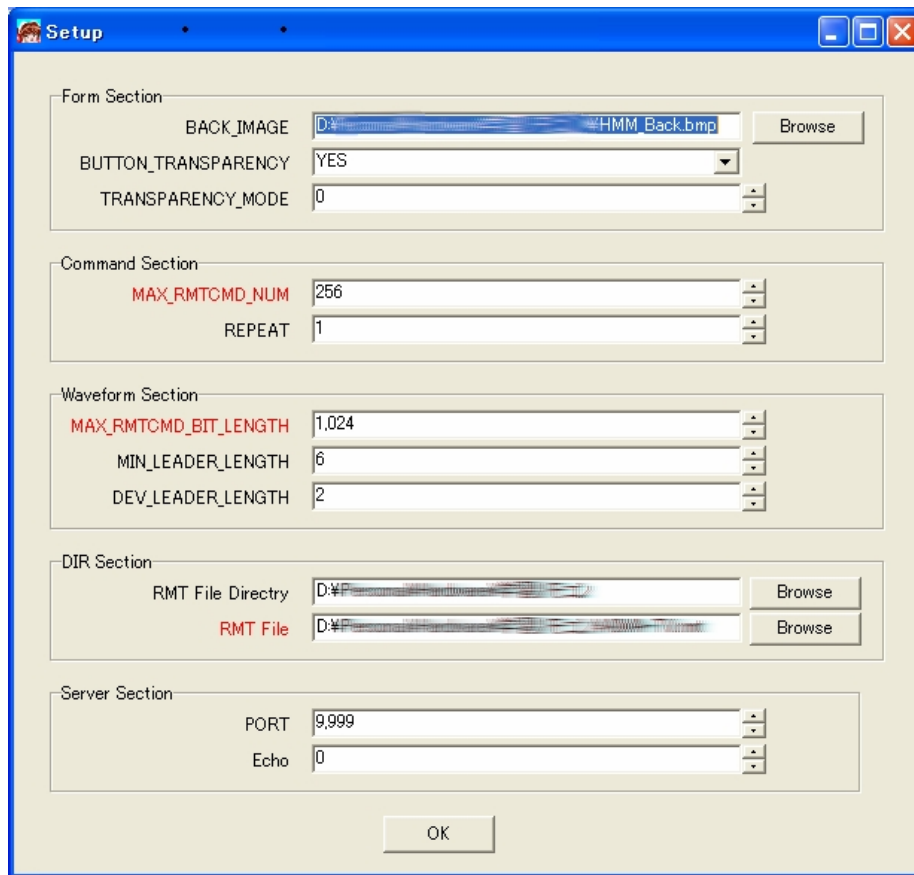 Setup
Form Section
BACK_IMAGE D:¥ ¥HMM_Back.bmp Browse
BUTTON_TRANSPARENCY YES
TRANSPARENCY_MODE 0
Command Section
MAX_RMTCMD_NUM 256
REPEAT 1
Waveform Section
MAX_RMTCMD_BIT_LENGTH 1,024
MIN_LEADER_LENGTH 6
DEV_LEADER_LENGTH 2
DIR Section
RMT File Directry D:¥ Browse
RMT File D:¥ Browse
Server Section
PORT 9,999
Echo 0
OK